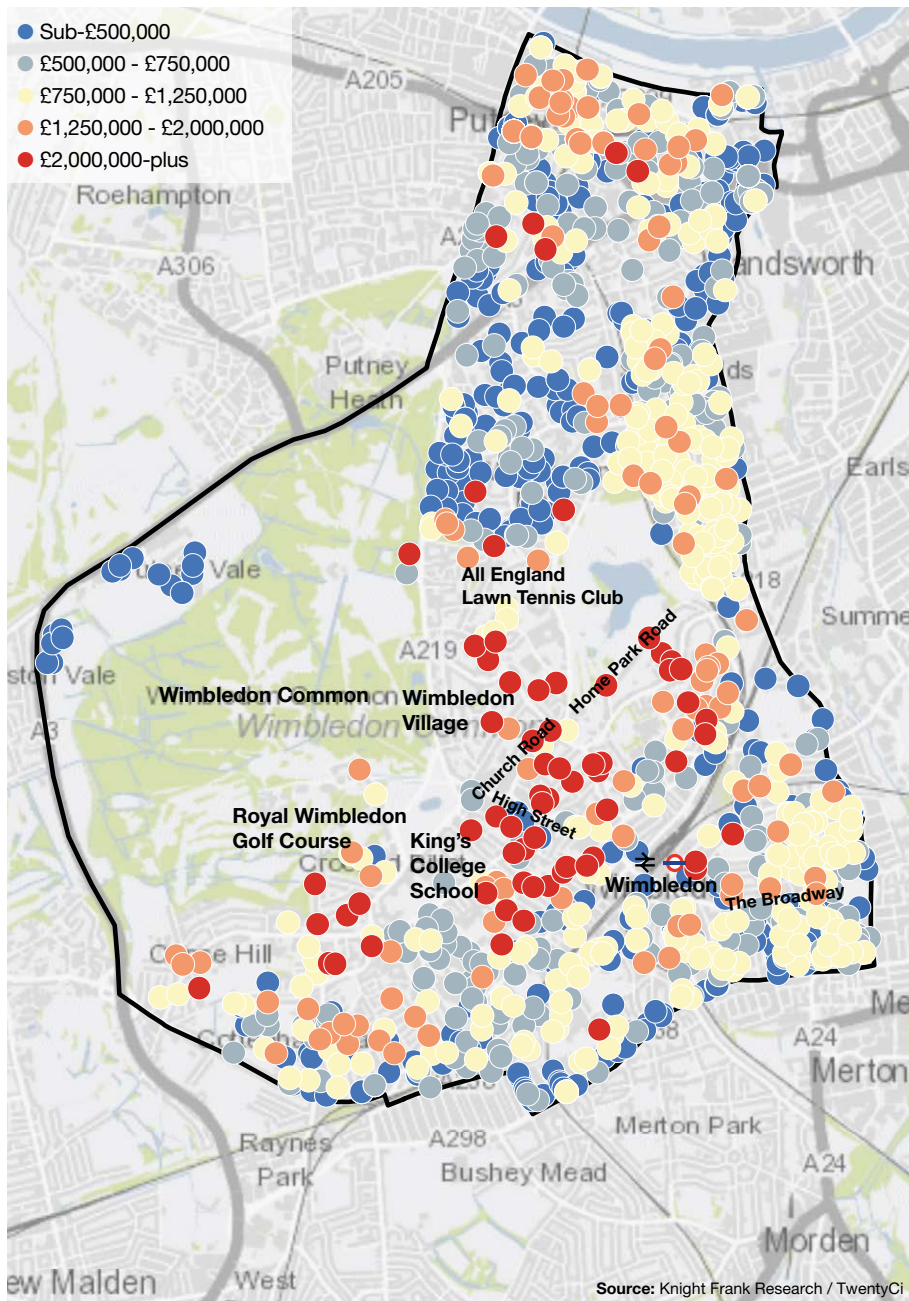 Sub-£500,000
£500,000 - £750,000
£750,000 - £1,250,000
£1,250,000 - £2,000,000
£2,000,000-plus
A205
Roehampton
A306
andsworth
Putney
Heath
ds
Earls
Vale
All England
Lawn Tennis Club
Summe
A219
Home Park Road
Vale
Wimbledon Common
Wimbledon
Village
A3
Church Road
High Street
Royal Wimbledon
Golf Course
King's
College
School
Wimbledon
The Broadway
Hill
Me
A24
Merton
Raynes
Park
A298
Merton Park
Bushey Mead
A24
Morden
ew Malden
West
Source: Knight Frank Research / TwentyCi